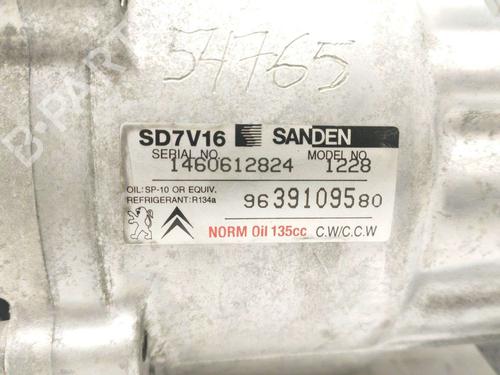 B-PARTS
54765
SD7V16 SANDEN
SERIAL NO. MODEL NO.
1460612824 1228
OIL: SP-10 OR EQUIV.
REFRIGERANT: R134a
9639109580
NORM Oil 135cc C.W/C.C.W